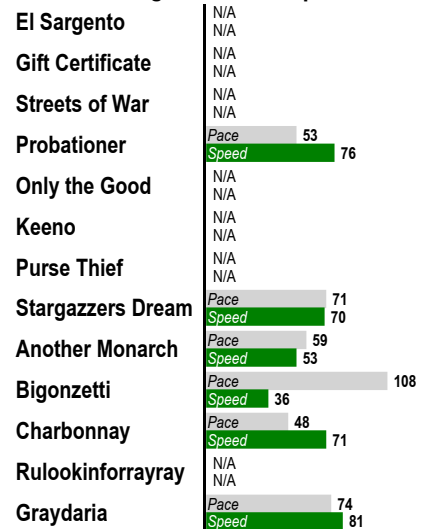 El Sargento
N/A
N/A
Gift Certificate
N/A
N/A
Streets of War
N/A
N/A
Probationer
Pace 53
Speed 76
Only the Good
N/A
N/A
Keeno
N/A
N/A
Purse Thief
N/A
N/A
Stargazzers Dream
Pace 71
Speed 70
Another Monarch
Pace 59
Speed 53
Bigonzetti
Pace 108
Speed 36
Charbonnay
Pace 48
Speed 71
Rulookinforrayray
N/A
N/A
Graydaria
Pace 74
Speed 81